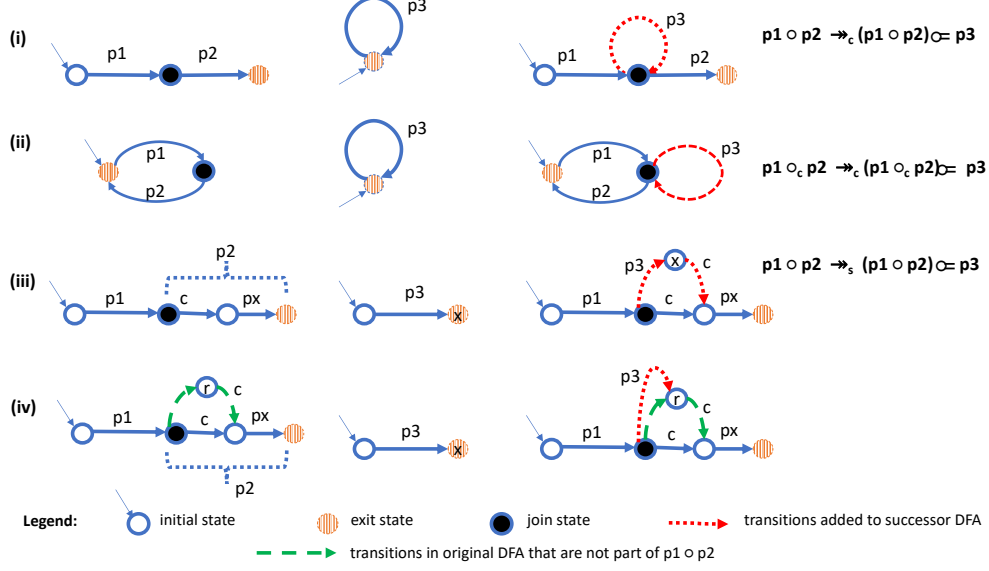 (i)
p1
p2
p3
p1
p3
p2
p1 ○ p2 ↠c (p1 ○ p2)⟜ p3
(ii)
p1
p2
p3
p1
p2
p3
p1 ○c p2 ↠c (p1 ○c p2)⟜ p3
(iii)
p2
p1
c
px
p3
x
p1
p3
x
c
c
px
p1 ○ p2 ↠s (p1 ○ p2)⟜ p3
(iv)
p1
r
c
c
px
p2
p3
x
p1
p3
r
c
c
px
Legend:
initial state
exit state
join state
transitions added to successor DFA
transitions in original DFA that are not part of p1 ○ p2